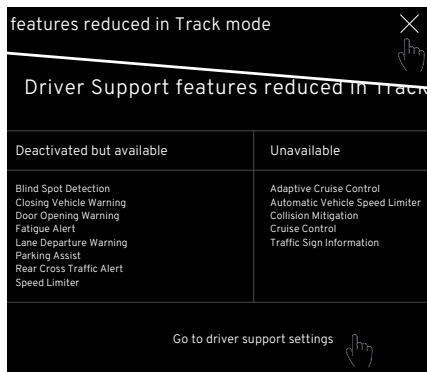 features reduced in Track mode
Driver Support features reduced in Track
Deactivated but available
Unavailable
Blind Spot Detection
Closing Vehicle Warning
Door Opening Warning
Fatigue Alert
Lane Departure Warning
Parking Assist
Rear Cross Traffic Alert
Speed Limiter
Adaptive Cruise Control
Automatic Vehicle Speed Limiter
Collision Mitigation
Cruise Control
Traffic Sign Information
Go to driver support settings